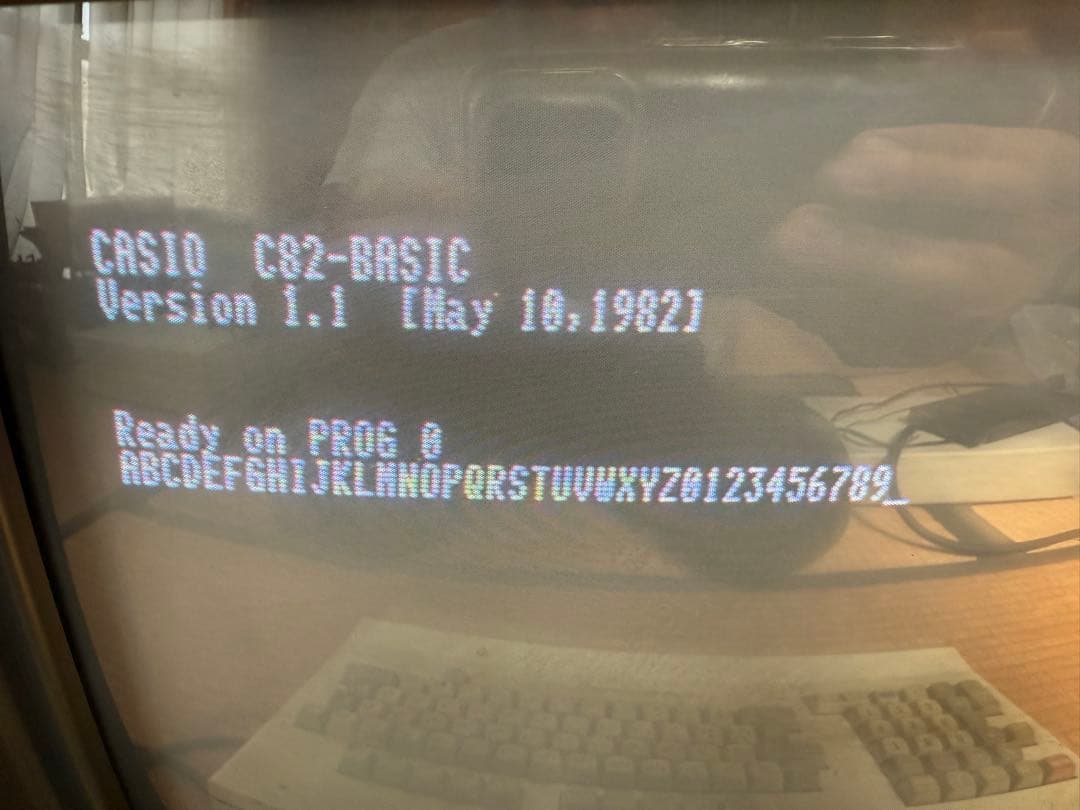 CASIO  C82-BASIC
Version 1.1  [May 10,1982]
Ready on PROG 0
ABCDEFGHIJKLMNOPQRSTUVWXYZ0123456789_